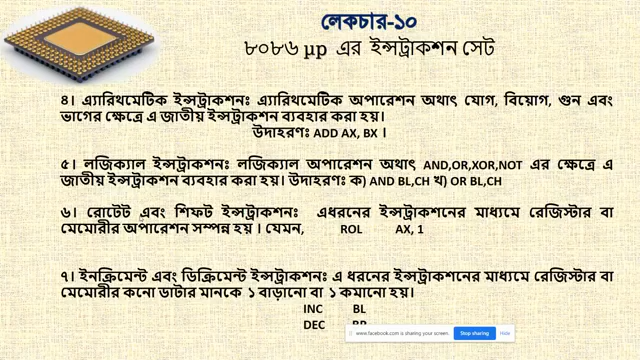 লেকচার-১০
৮০৮৬ µp এর ইন্সট্রাকশন সেট
৪। এ্যারিথমেটিক ইন্সট্রাকশনঃ এ্যারিথমেটিক অপারেশন অথাৎ যোগ, বিয়োগ, গুন এবং
ভাগের ক্ষেত্রে এ জাতীয় ইন্সট্রাকশন ব্যবহার করা হয়।
উদাহরণঃ ADD AX, BX ।
৫। লজিক্যাল ইন্সট্রাকশনঃ লজিক্যাল অপারেশন অথাৎ AND,OR,XOR,NOT এর ক্ষেত্রে এ
জাতীয় ইন্সট্রাকশন ব্যবহার করা হয়। উদাহরণঃ ক) AND BL,CH খ) OR BL,CH
৬। রোটেট এবং শিফট ইন্সট্রাকশনঃ এধরনের ইন্সট্রাকশনের মাধ্যমে রেজিস্টার বা
মেমোরীর অপারেশন সম্পন্ন হয় । যেমন, ROL AX, 1
৭। ইনক্রিমেন্ট এবং ডিক্রিমেন্ট ইন্সট্রাকশনঃ এ ধরনের ইন্সট্রাকশনের মাধ্যমে রেজিস্টার বা
মেমোরীর কনো ডাটার মানকে ১ বাড়ানো বা ১ কমানো হয়।
INC BL
DEC
www.facebook.com is sharing your screen. Stop sharing Hide